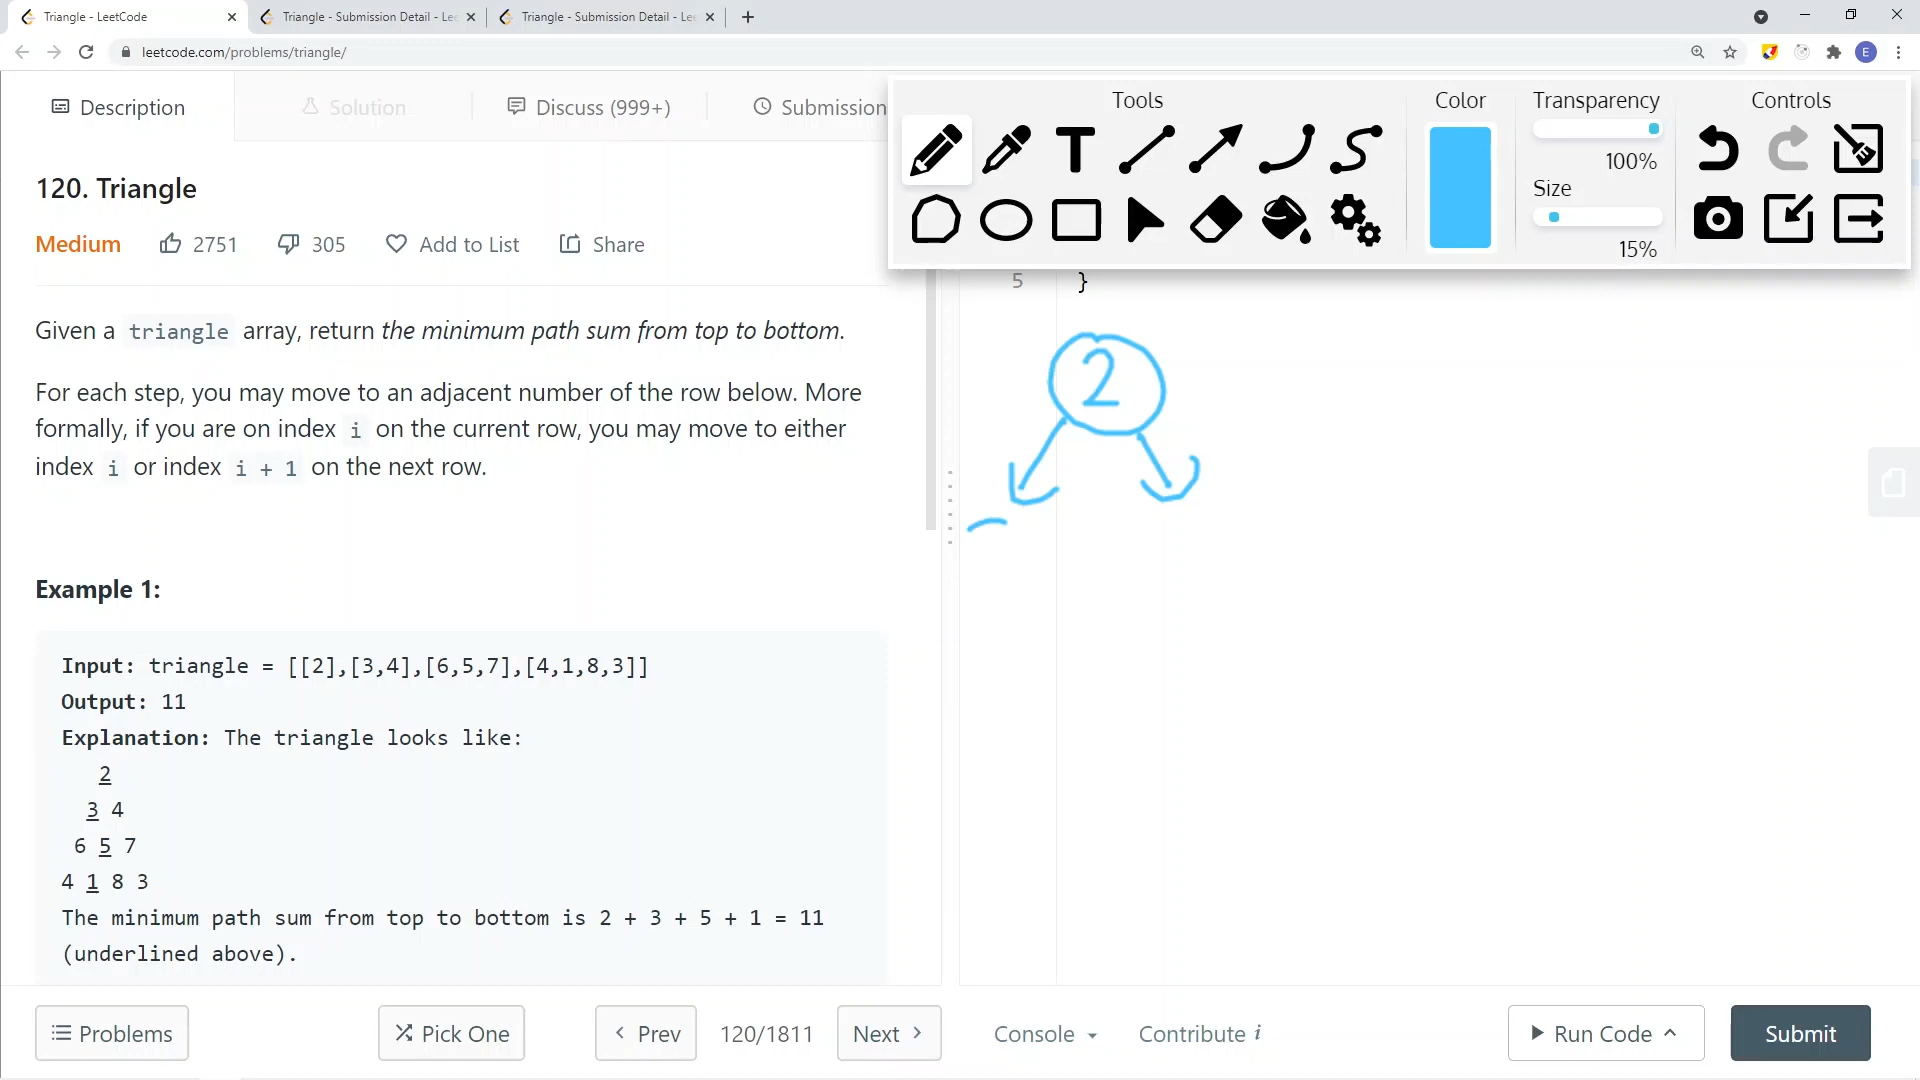 Triangle - LeetCode
Triangle - Submission Detail - Le
Triangle - Submission Detail - Le
leetcode.com/problems/triangle/
E
Description
Solution
Discuss (999+)
Submission
Tools
Color
Transparency
Controls
T
100%
Size
15%
120. Triangle
Medium
2751
305
Add to List
Share
5
}
Given a triangle array, return the minimum path sum from top to bottom.
For each step, you may move to an adjacent number of the row below. More
formally, if you are on index i on the current row, you may move to either
index i or index i + 1 on the next row.
2
Example 1:
Input: triangle = [[2],[3,4],[6,5,7],[4,1,8,3]]
Output: 11
Explanation: The triangle looks like:
2
3 4
6 5 7
4 1 8 3
The minimum path sum from top to bottom is 2 + 3 + 5 + 1 = 11
(underlined above).
Problems
Pick One
Prev
120/1811
Next
Console
Contribute i
Run Code
Submit